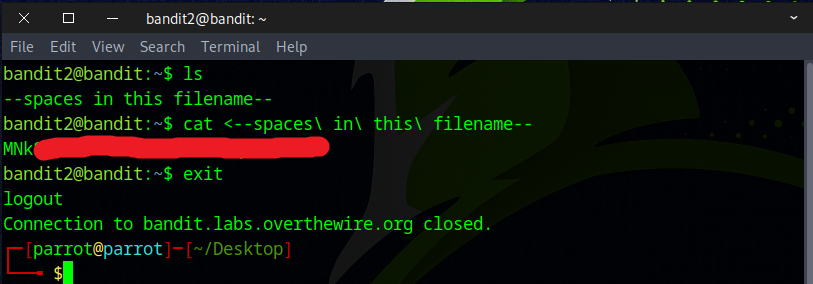 bandit2@bandit: ~
File Edit View Search Terminal Help
bandit2@bandit:~$ ls
--spaces in this filename--
bandit2@bandit:~$ cat <--spaces\ in\ this\ filename--
MNk
bandit2@bandit:~$ exit
logout
Connection to bandit.labs.overthewire.org closed.
┌─[parrot@parrot]─[~/Desktop]
└──╼ $